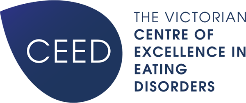 CEED
THE VICTORIAN
CENTRE OF
EXCELLENCE IN
EATING
DISORDERS